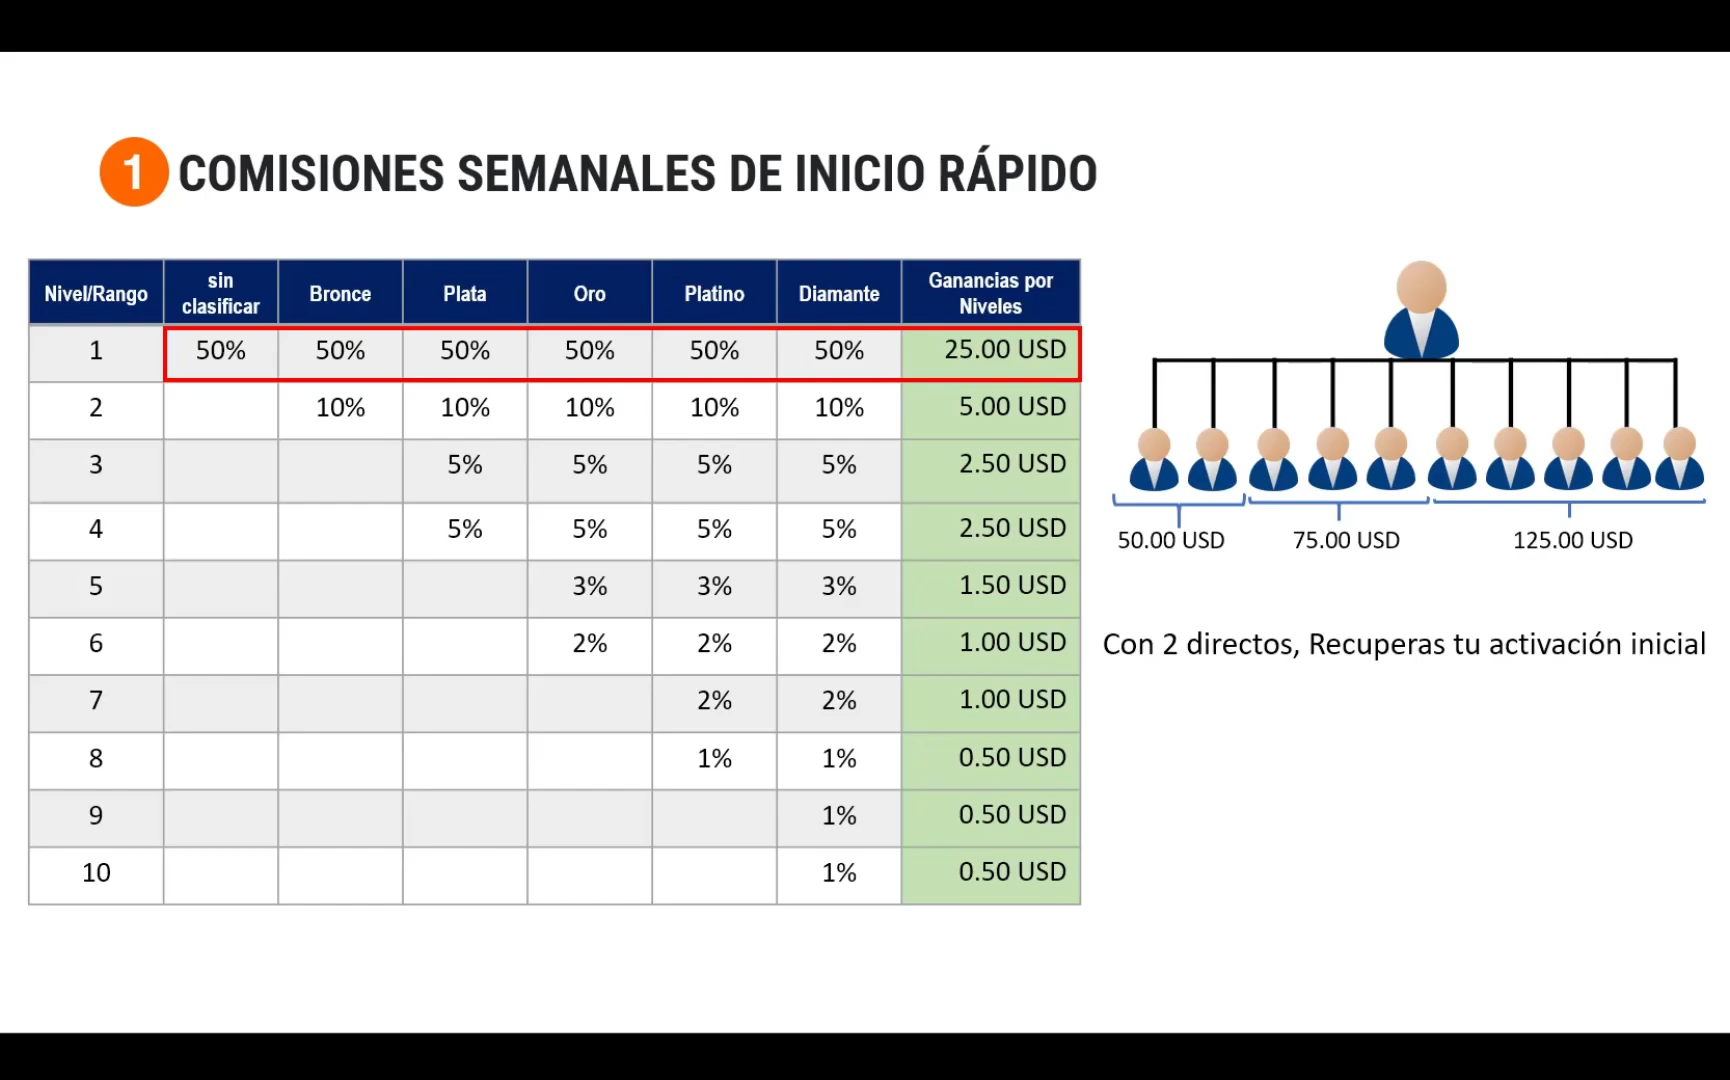 1 COMISIONES SEMANALES DE INICIO RÁPIDO
Nivel/Rango sin clasificar Bronce Plata Oro Platino Diamante Ganancias por Niveles
1 50% 50% 50% 50% 50% 50% 25.00 USD
2 10% 10% 10% 10% 10% 5.00 USD
3 5% 5% 5% 5% 2.50 USD
4 5% 5% 5% 5% 2.50 USD
5 3% 3% 3% 1.50 USD
6 2% 2% 2% 1.00 USD
7 2% 2% 1.00 USD
8 1% 1% 0.50 USD
9 1% 0.50 USD
10 1% 0.50 USD
50.00 USD 75.00 USD 125.00 USD
Con 2 directos, Recuperas tu activación inicial